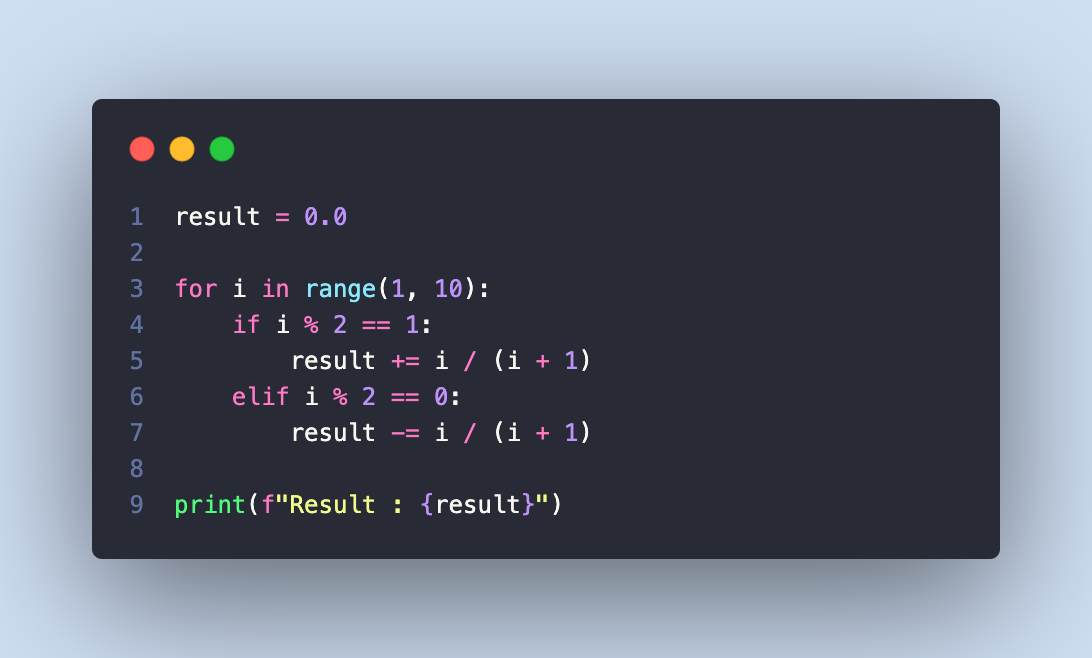 1 result = 0.0
2
3 for i in range(1, 10):
4     if i % 2 == 1:
5         result += i / (i + 1)
6     elif i % 2 == 0:
7         result -= i / (i + 1)
8
9 print(f"Result : {result}")